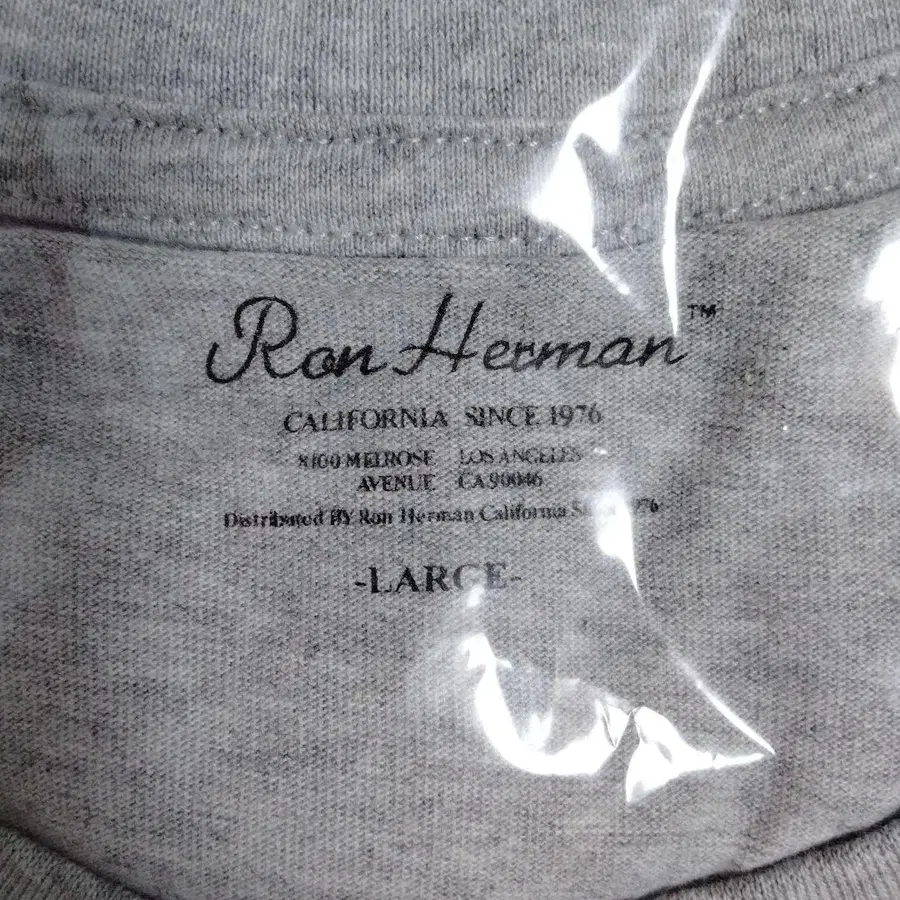 Ron Herman™
CALIFORNIA SINCE 1976
8100 MELROSE LOS ANGELES
AVENUE CA 90046
Distributed BY Ron Herman California
-LARGE-